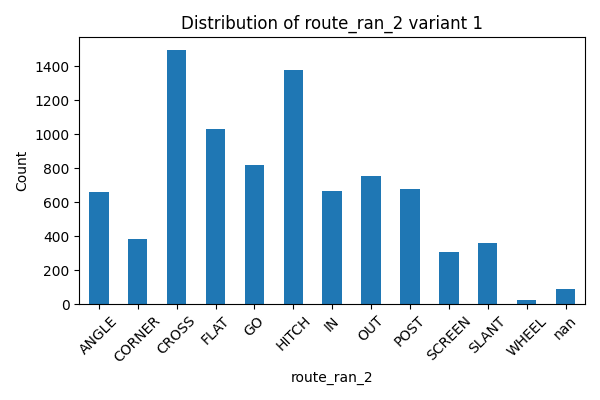 Distribution of route_ran_2 variant 1
Count
1400
1200
1000
800
600
400
200
0
ANGLE
CORNER
CROSS
FLAT
GO
HITCH
IN
OUT
POST
SCREEN
SLANT
WHEEL
nan
route_ran_2